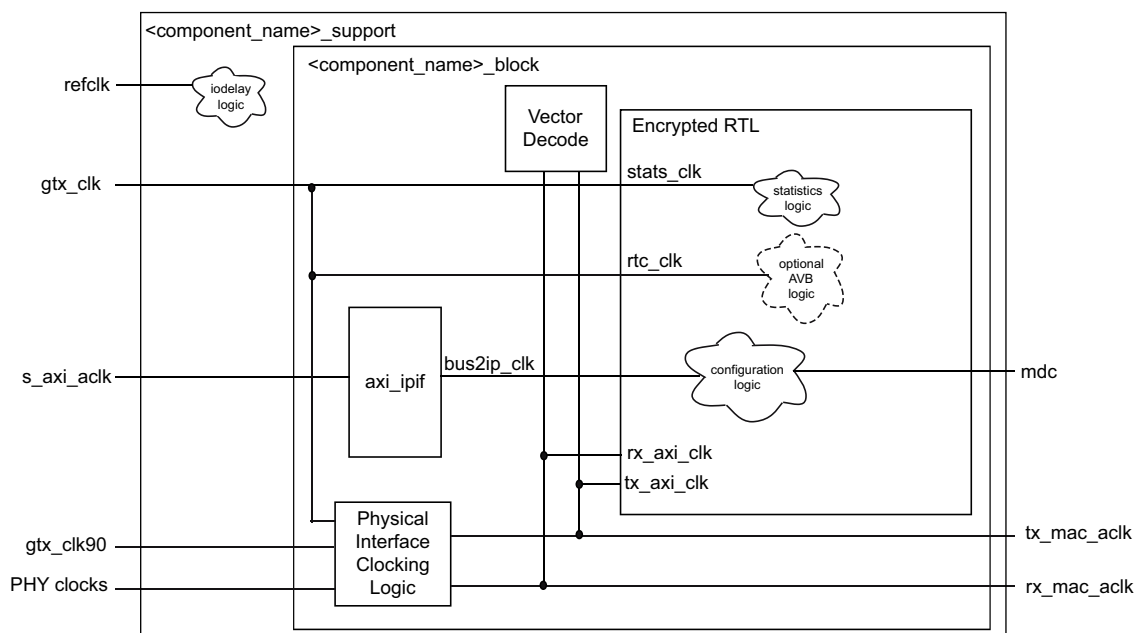 <component_name>_support
<component_name>_block
refclk
iodelay
logic
Vector
Decode
Encrypted RTL
gtx_clk
stats_clk
statistics
logic
rtc_clk
optional
AVB
logic
s_axi_aclk
axi_ipif
bus2ip_clk
configuration
logic
mdc
rx_axi_clk
tx_axi_clk
Physical
Interface
Clocking
Logic
gtx_clk90
tx_mac_aclk
PHY clocks
rx_mac_aclk